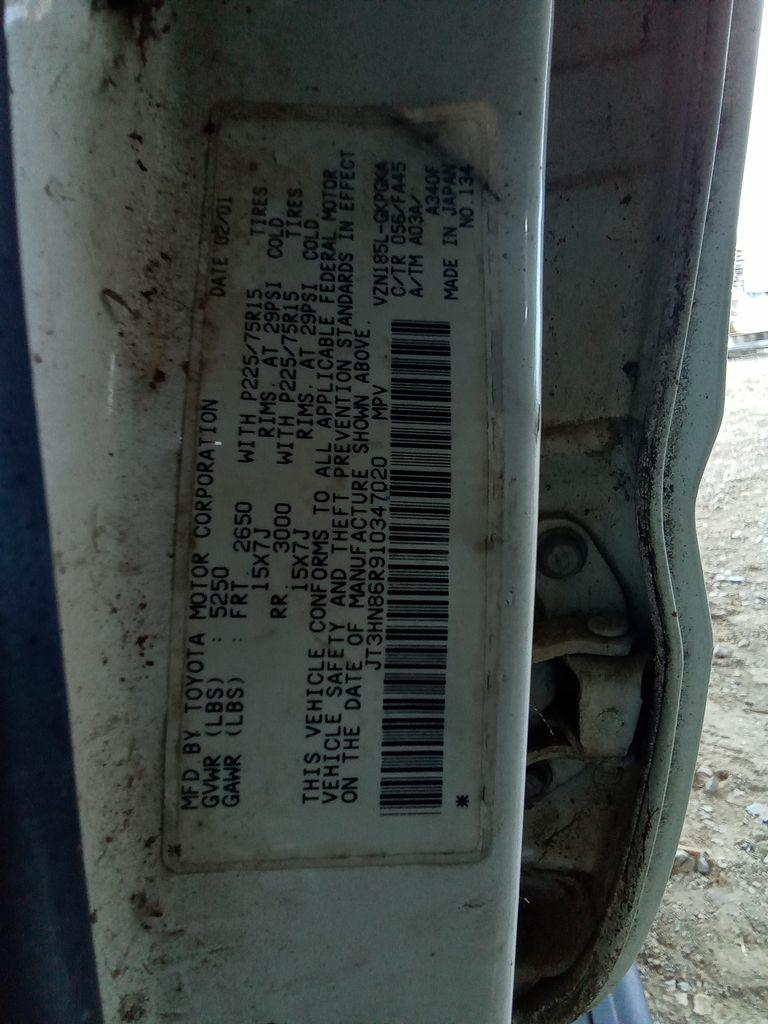 MFD BY TOYOTA MOTOR CORPORATION DATE 02/01
GVWR (LBS) : 5250
GAWR (LBS) : FRT. 2650 WITH P225/75R15 TIRES
15X7J RIMS. AT 29PSI COLD
RR. 3000 WITH P225/75R15 TIRES
15X7J RIMS. AT 29PSI COLD.
THIS VEHICLE CONFORMS TO ALL APPLICABLE FEDERAL MOTOR
VEHICLE SAFETY AND THEFT PREVENTION STANDARDS IN EFFECT
ON THE DATE OF MANUFACTURE SHOWN ABOVE.
JT3HN86R910347020 MPV
VZN185L-GKPGKA
C/TR 056/FA45
A/TM A03A/
A340F
MADE IN JAPAN
NO.134